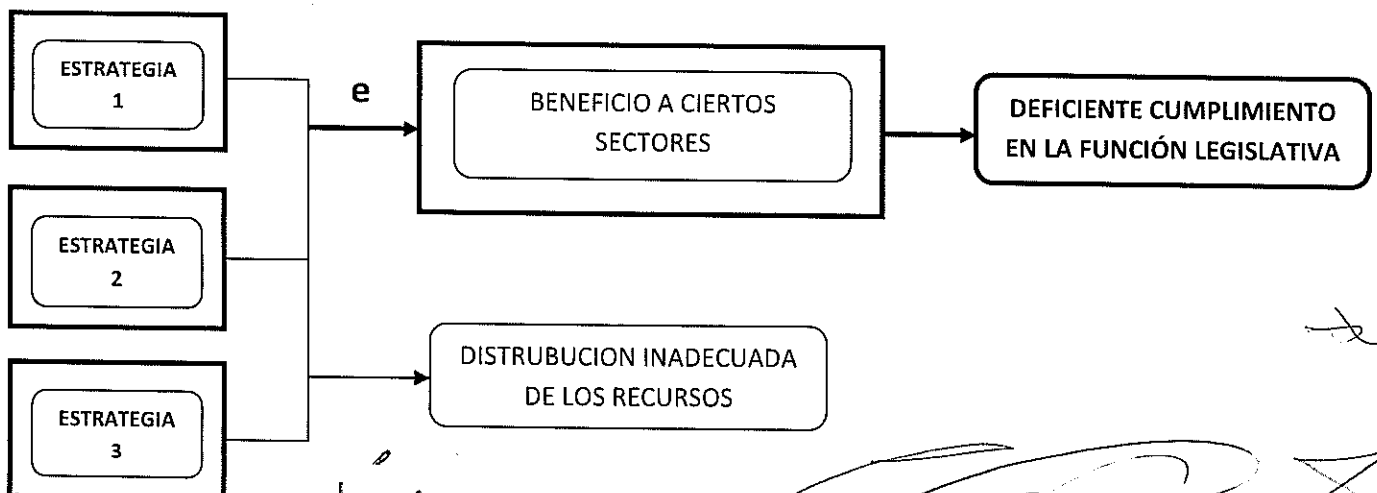 ESTRATEGIA
1
e
BENEFICIO A CIERTOS
SECTORES
DEFICIENTE CUMPLIMIENTO
EN LA FUNCIÓN LEGISLATIVA
ESTRATEGIA
2
DISTRUBUCION INADECUADA
DE LOS RECURSOS
ESTRATEGIA
3